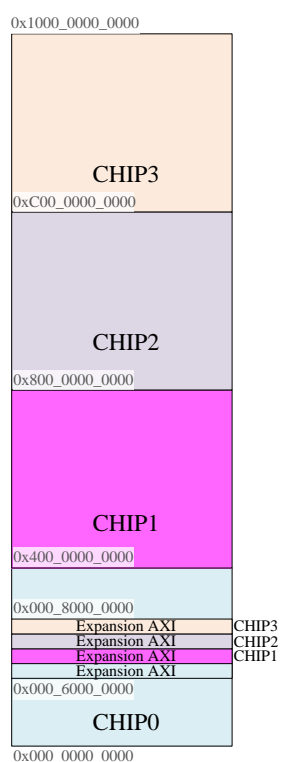 0x1000_0000_0000
CHIP3
0xC00_0000_0000
CHIP2
0x800_0000_0000
CHIP1
0x400_0000_0000
0x000_8000_0000
Expansion AXI CHIP3
Expansion AXI CHIP2
Expansion AXI CHIP1
Expansion AXI
0x000_6000_0000
CHIP0
0x000_0000_0000